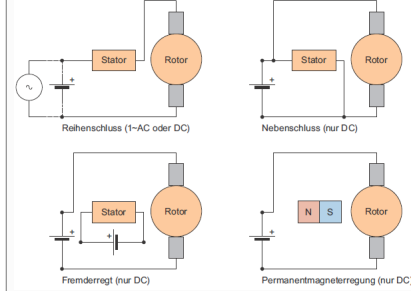 Stator
Rotor
~
+
Reihenschluss (1~AC oder DC)
Stator
Rotor
+
Nebenschluss (nur DC)
Stator
Rotor
+
+
Fremderregt (nur DC)
N S
Rotor
+
Permanentmagneterregung (nur DC)